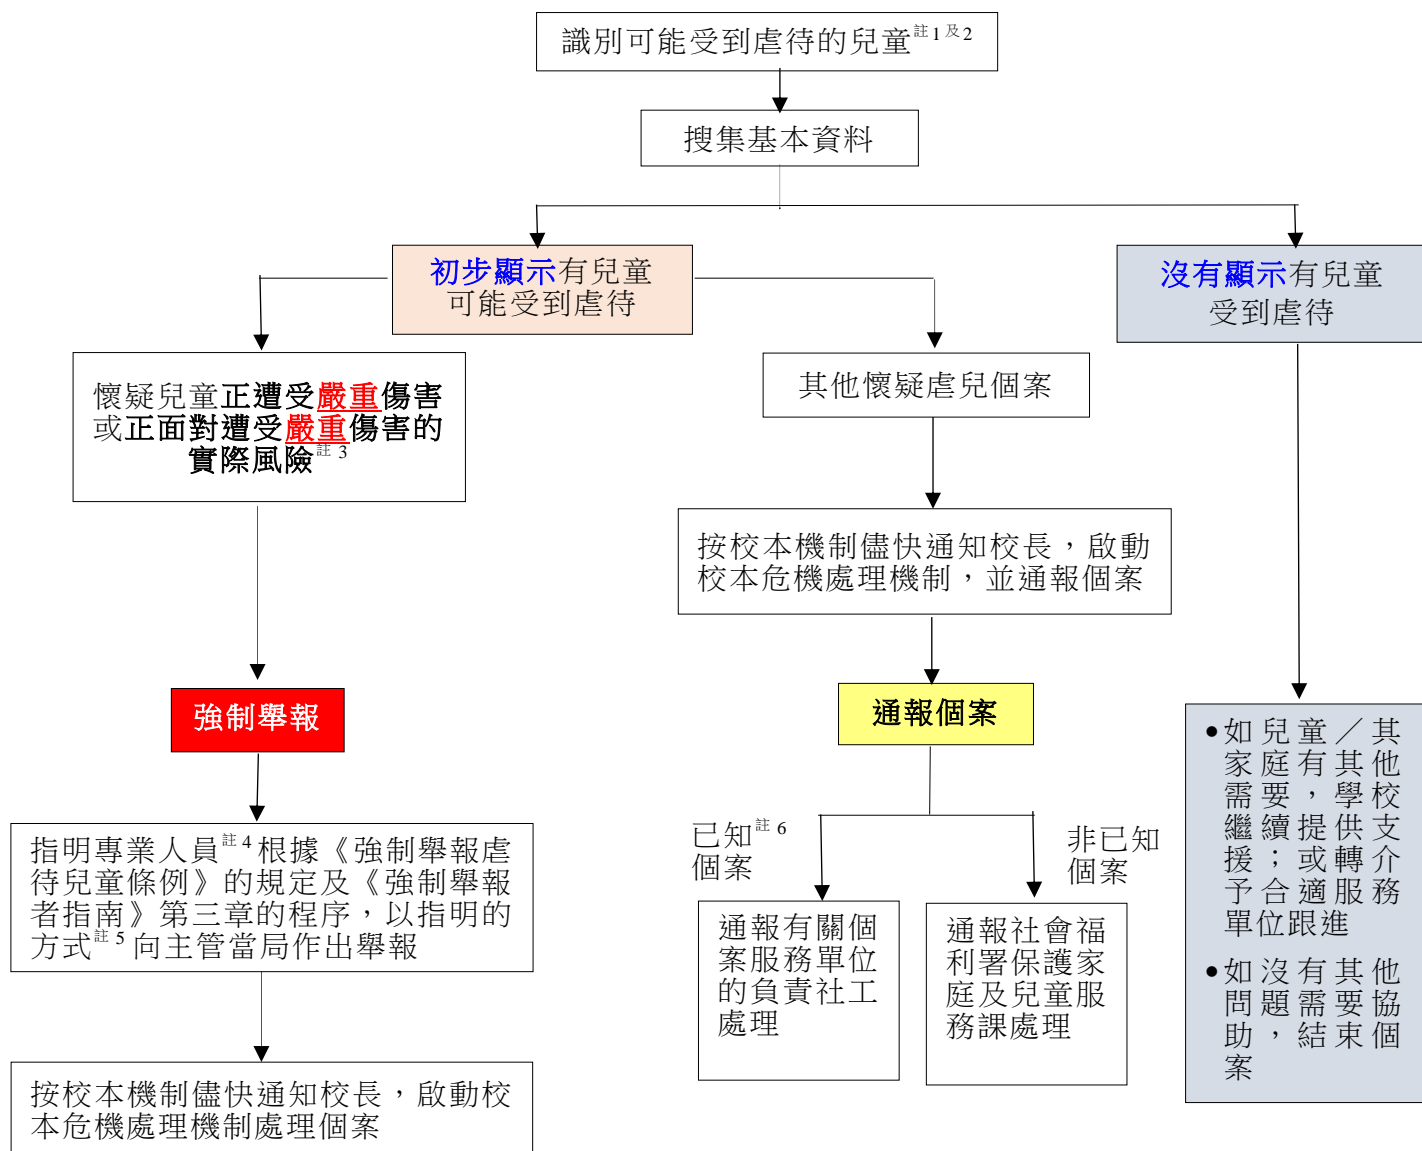 識別可能受到虐待的兒童註1及2
搜集基本資料
初步顯示有兒童
可能受到虐待
沒有顯示有兒童
受到虐待
懷疑兒童正遭受嚴重傷害
或正面對遭受嚴重傷害的
實際風險註3
其他懷疑虐兒個案
按校本機制儘快通知校長，啟動
校本危機處理機制，並通報個案
強制舉報
通報個案
指明專業人員註4根據《強制舉報虐
待兒童條例》的規定及《強制舉報
者指南》第三章的程序，以指明的
方式註5向主管當局作出舉報
已知註6
個案
非已知
個案
通報有關個
案服務單位
的負責社工
處理
通報社會福
利署保護家
庭及兒童服
務課處理
•如兒童／其
家庭有其他
需要，學校
繼續提供支
援；或轉介
予合適服務
單位跟進
•如沒有其他
問題需要協
助，結束個
案
按校本機制儘快通知校長，啟動校
本危機處理機制處理個案